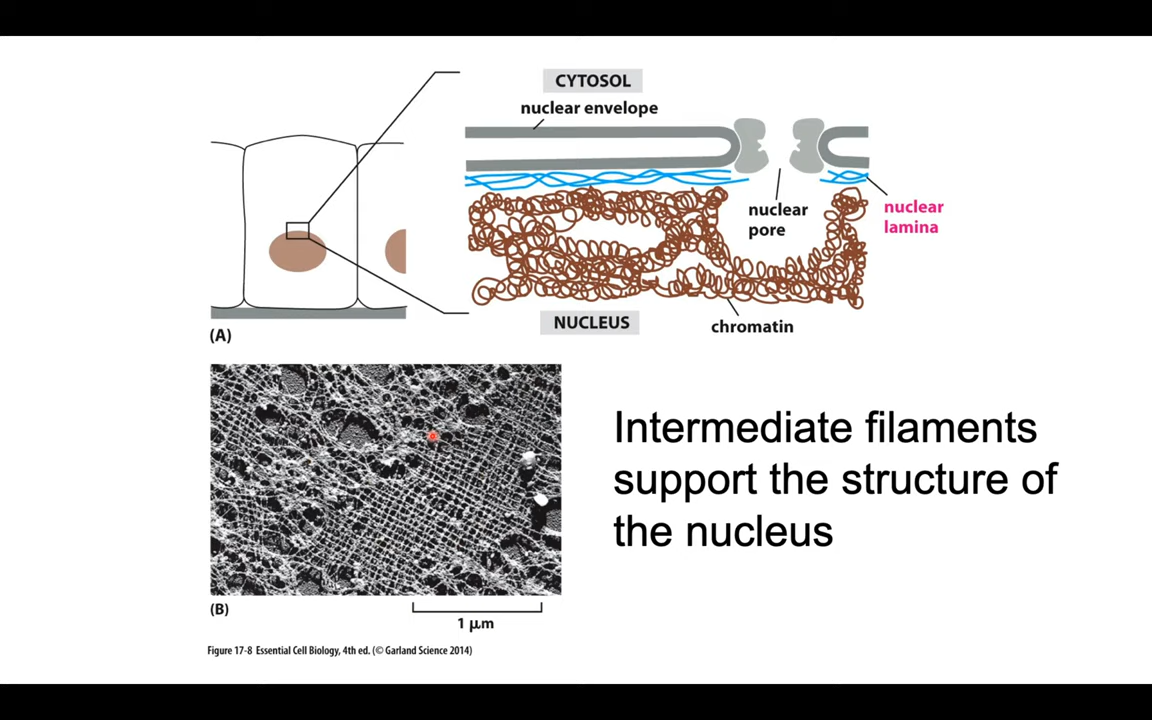 CYTOSOL
nuclear envelope
nuclear
pore
nuclear
lamina
NUCLEUS
chromatin
(A)
Intermediate filaments
support the structure of
the nucleus
(B)
1 µm
Figure 17-8 Essential Cell Biology, 4th ed. (© Garland Science 2014)